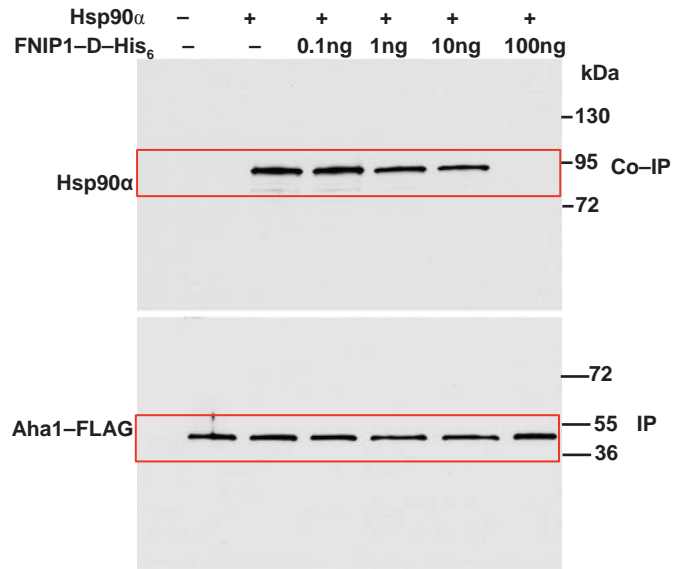 Hsp90α – + + + + +
FNIP1–D–His6 – – 0.1ng 1ng 10ng 100ng
kDa
–130
–95 Co–IP
Hsp90α
–72
—72
Aha1–FLAG —55 IP
—36